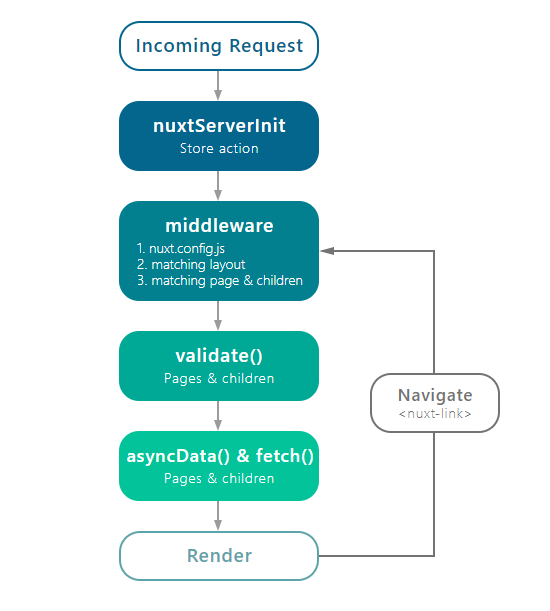 Incoming Request
nuxtServerInit
Store action
middleware
1. nuxt.config.js
2. matching layout
3. matching page & children
validate()
Pages & children
Navigate
<nuxt-link>
asyncData() & fetch()
Pages & children
Render